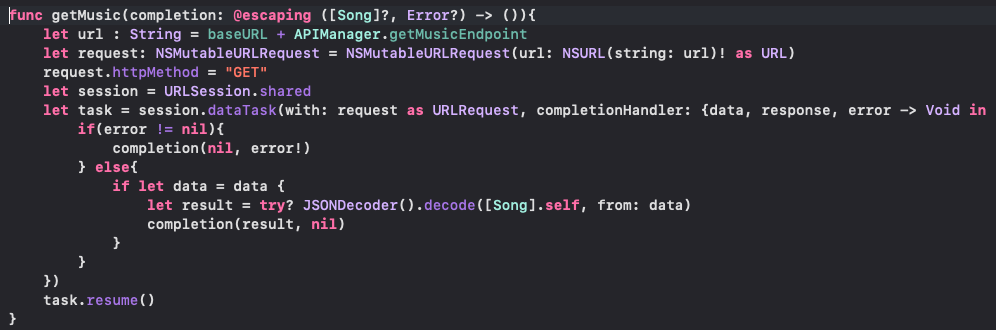 func getMusic(completion: @escaping ([Song]?, Error?) -> ()){
    let url : String = baseURL + APIManager.getMusicEndpoint
    let request: NSMutableURLRequest = NSMutableURLRequest(url: NSURL(string: url)! as URL)
    request.httpMethod = "GET"
    let session = URLSession.shared
    let task = session.dataTask(with: request as URLRequest, completionHandler: {data, response, error -> Void in
        if(error != nil){
            completion(nil, error!)
        } else{
            if let data = data {
                let result = try? JSONDecoder().decode([Song].self, from: data)
                completion(result, nil)
            }
        }
    })
    task.resume()
}